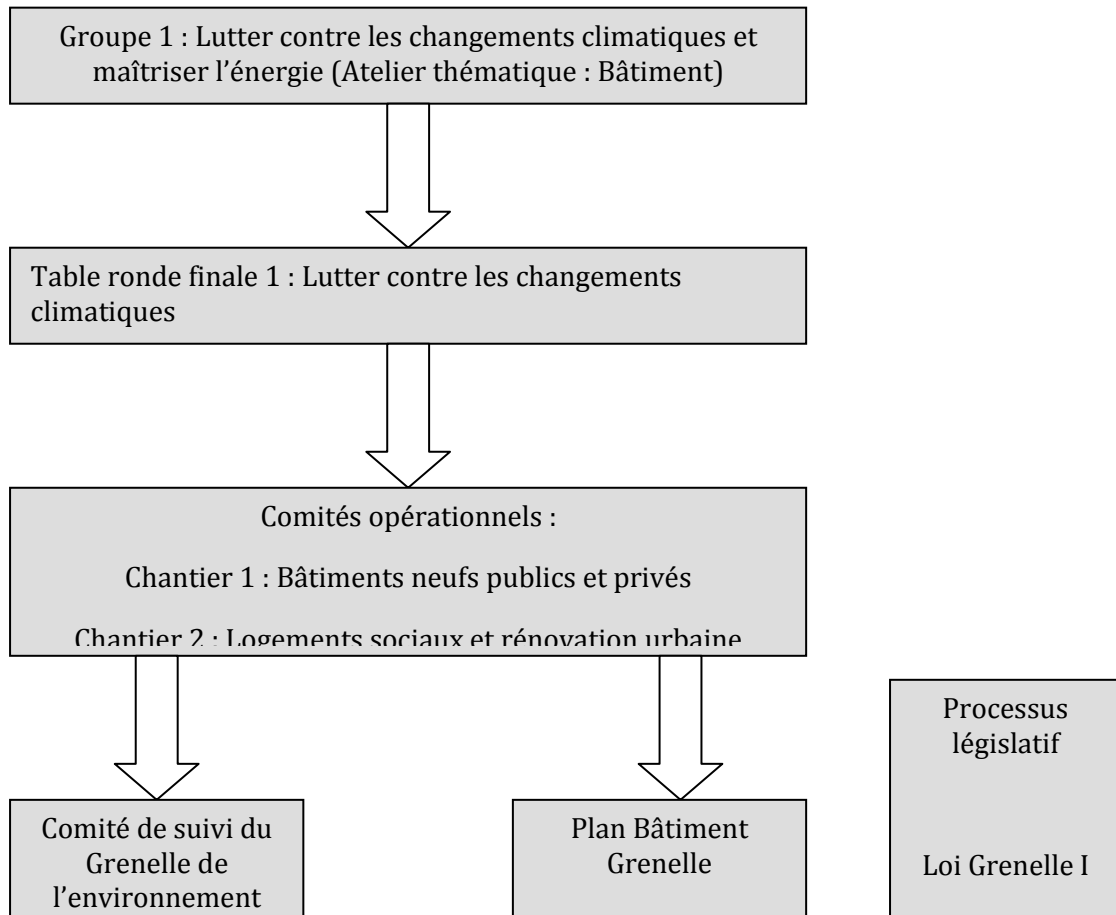 Groupe 1 : Lutter contre les changements climatiques et
maîtriser l’énergie (Atelier thématique : Bâtiment)
Table ronde finale 1 : Lutter contre les changements
climatiques
Comités opérationnels :
Chantier 1 : Bâtiments neufs publics et privés
Chantier 2 : Logements sociaux et rénovation urbaine
Comité de suivi du
Grenelle de
l’environnement
Plan Bâtiment
Grenelle
Processus
législatif
Loi Grenelle I